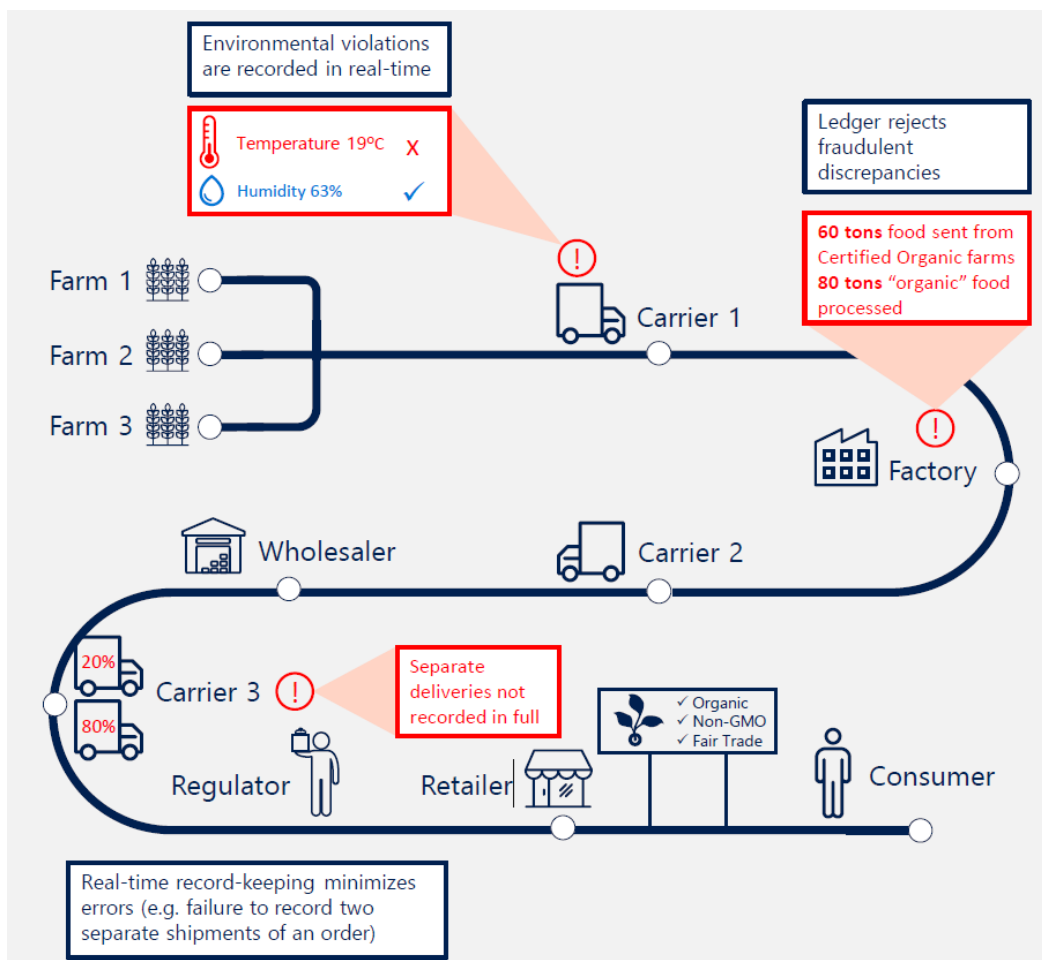 Environmental violations
are recorded in real-time
Temperature 19ºC X
Humidity 63% ✓
Ledger rejects
fraudulent
discrepancies
60 tons food sent from
Certified Organic farms
80 tons “organic” food
processed
Farm 1
Farm 2
Farm 3
Carrier 1
Factory
Wholesaler
Carrier 2
20%
80%
Carrier 3
Separate
deliveries not
recorded in full
✓ Organic
✓ Non-GMO
✓ Fair Trade
Regulator
Retailer
Consumer
Real-time record-keeping minimizes
errors (e.g. failure to record two
separate shipments of an order)